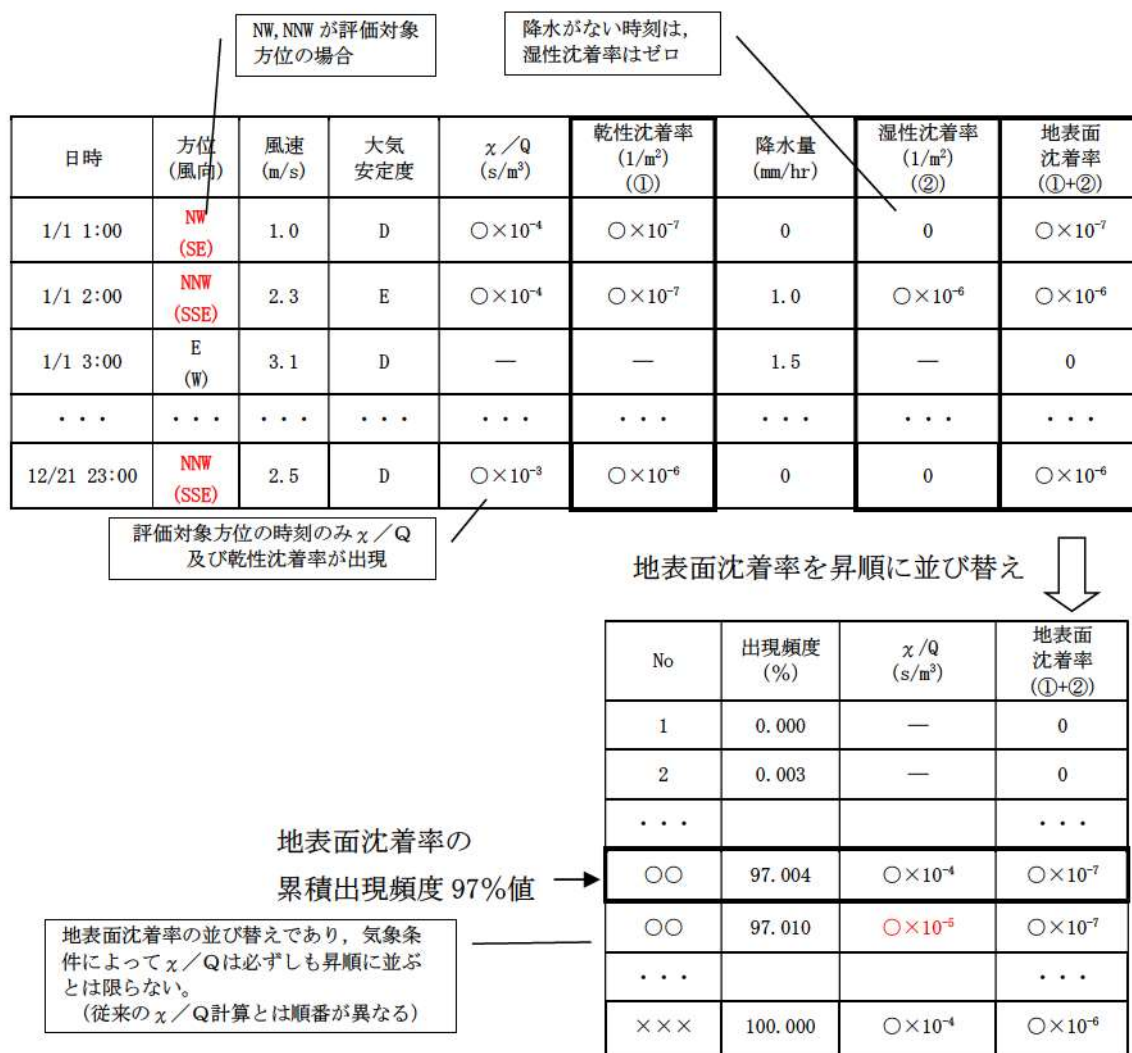 NW,NNW が評価対象
方位の場合
降水がない時刻は，
湿性沈着率はゼロ
日時 方位 (風向) 風速 (m/s) 大気 安定度 χ／Q (s/m³) 乾性沈着率 (1/m²) (①) 降水量 (mm/hr) 湿性沈着率 (1/m²) (②) 地表面 沈着率 (①+②)
1/1 1:00 NW (SE) 1.0 D ○×10⁻⁴ ○×10⁻⁷ 0 0 ○×10⁻⁷
1/1 2:00 NNW (SSE) 2.3 E ○×10⁻⁴ ○×10⁻⁷ 1.0 ○×10⁻⁶ ○×10⁻⁶
1/1 3:00 E (W) 3.1 D — — 1.5 — 0
・・・ ・・・ ・・・ ・・・ ・・・ ・・・ ・・・ ・・・ ・・・
12/21 23:00 NNW (SSE) 2.5 D ○×10⁻³ ○×10⁻⁶ 0 0 ○×10⁻⁶
評価対象方位の時刻のみχ／Q
及び乾性沈着率が出現
地表面沈着率を昇順に並び替え
No 出現頻度 (%) χ/Q (s/m³) 地表面 沈着率 (①+②)
1 0.000 — 0
2 0.003 — 0
・・・ ・・・
地表面沈着率の
累積出現頻度 97%値
○○ 97.004 ○×10⁻⁴ ○×10⁻⁷
○○ 97.010 ○×10⁻⁵ ○×10⁻⁷
・・・ ・・・
××× 100.000 ○×10⁻⁴ ○×10⁻⁶
地表面沈着率の並び替えであり，気象条
件によってχ／Qは必ずしも昇順に並ぶ
とは限らない。
（従来のχ／Q計算とは順番が異なる）